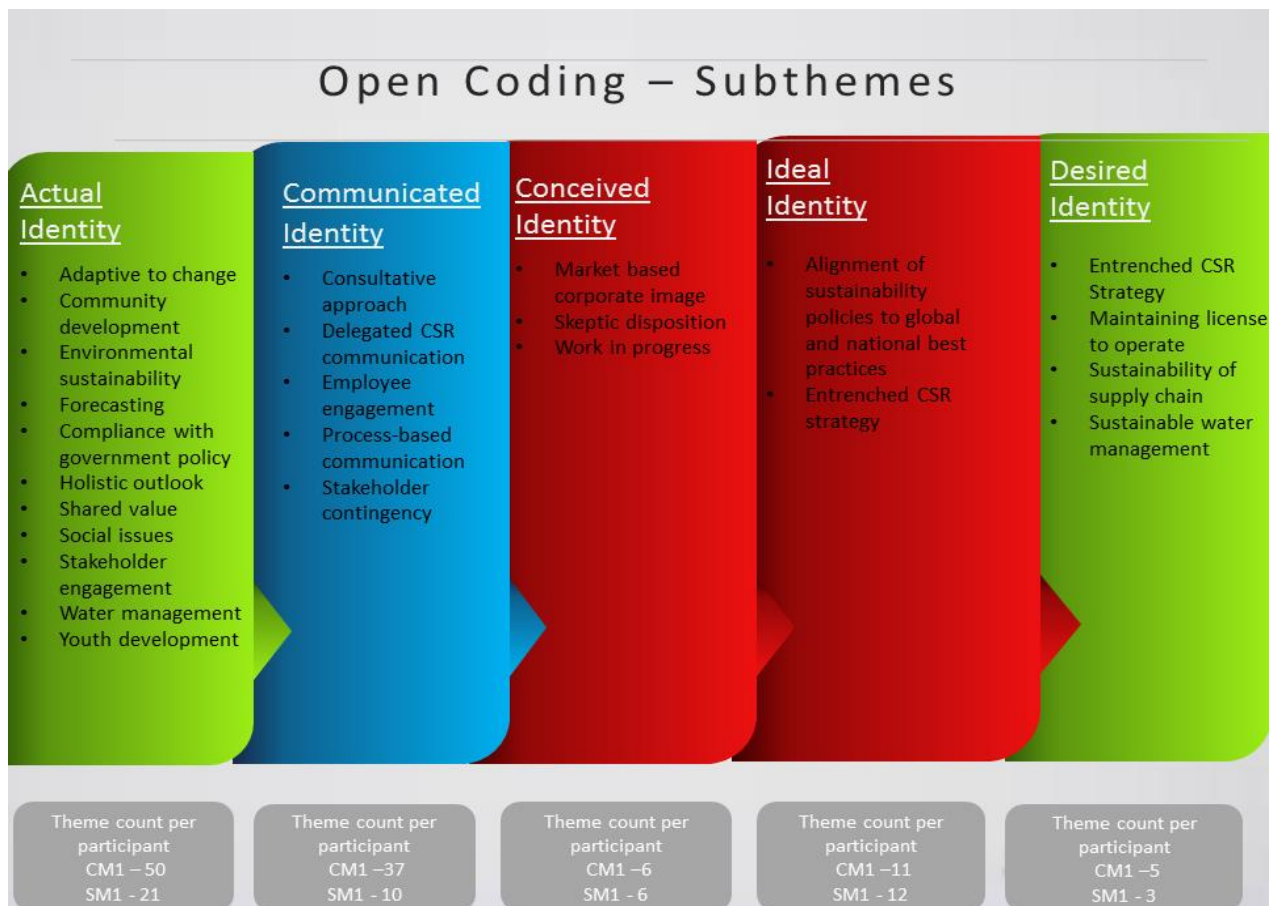 Open Coding – Subthemes
Actual
Identity
• Adaptive to change
• Community
development
• Environmental
sustainability
• Forecasting
• Compliance with
government policy
• Holistic outlook
• Shared value
• Social issues
• Stakeholder
engagement
• Water management
• Youth development
Communicated
Identity
• Consultative
approach
• Delegated CSR
communication
• Employee
engagement
• Process-based
communication
• Stakeholder
contingency
Conceived
Identity
• Market based
corporate image
• Skeptic disposition
• Work in progress
Ideal
Identity
• Alignment of
sustainability
policies to global
and national best
practices
• Entrenched CSR
strategy
Desired
Identity
• Entrenched CSR
Strategy
• Maintaining license
to operate
• Sustainability of
supply chain
• Sustainable water
management
Theme count per
participant
CM1 – 50
SM1 - 21
Theme count per
participant
CM1 –37
SM1 - 10
Theme count per
participant
CM1 –6
SM1 - 6
Theme count per
participant
CM1 –11
SM1 - 12
Theme count per
participant
CM1 –5
SM1 - 3